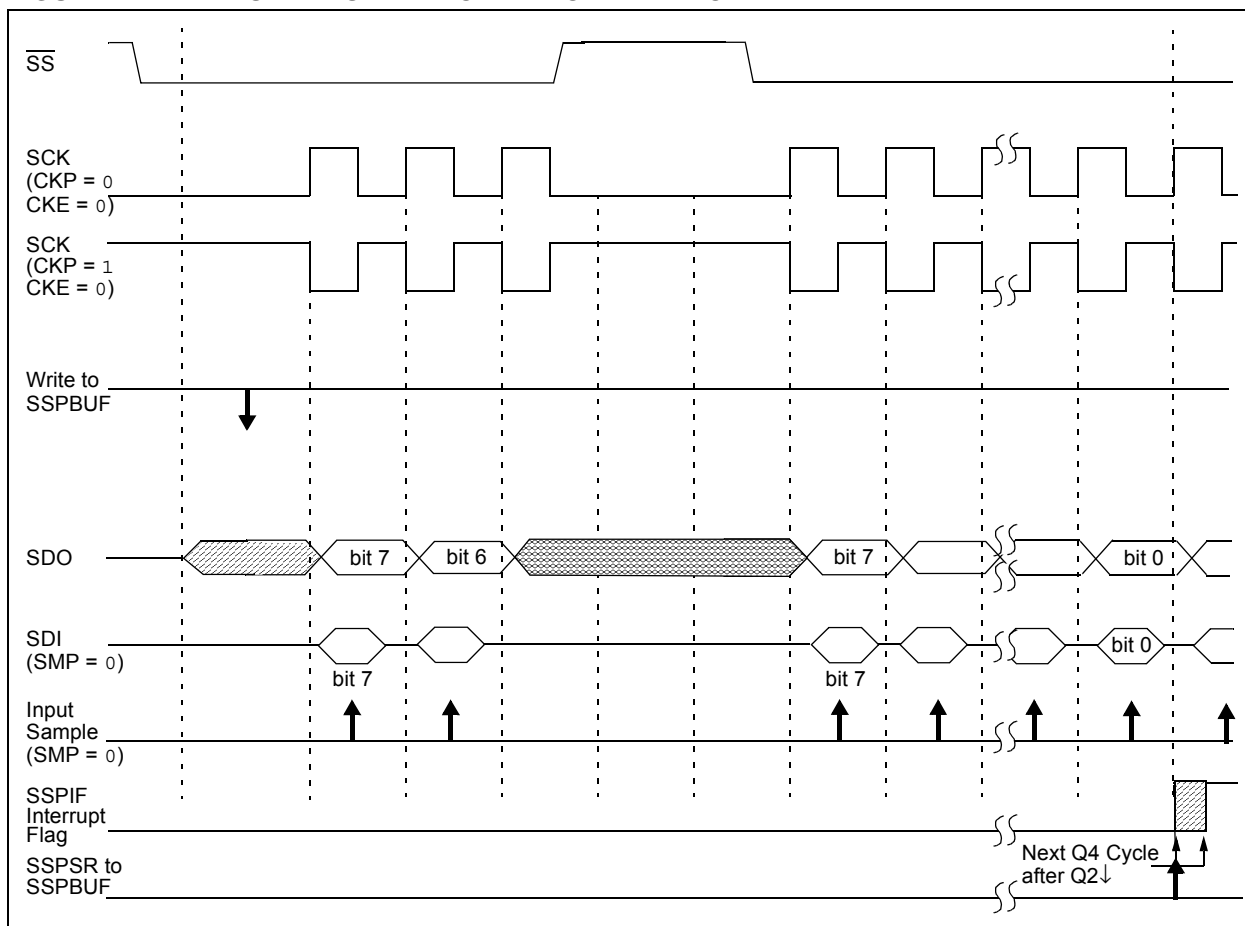 SS
SCK
(CKP = 0
CKE = 0)
SCK
(CKP = 1
CKE = 0)
Write to
SSPBUF
SDO
bit 7
bit 6
bit 7
bit 0
SDI
(SMP = 0)
bit 7
bit 7
bit 0
Input
Sample
(SMP = 0)
SSPIF
Interrupt
Flag
SSPSR to
SSPBUF
Next Q4 Cycle
after Q2↓